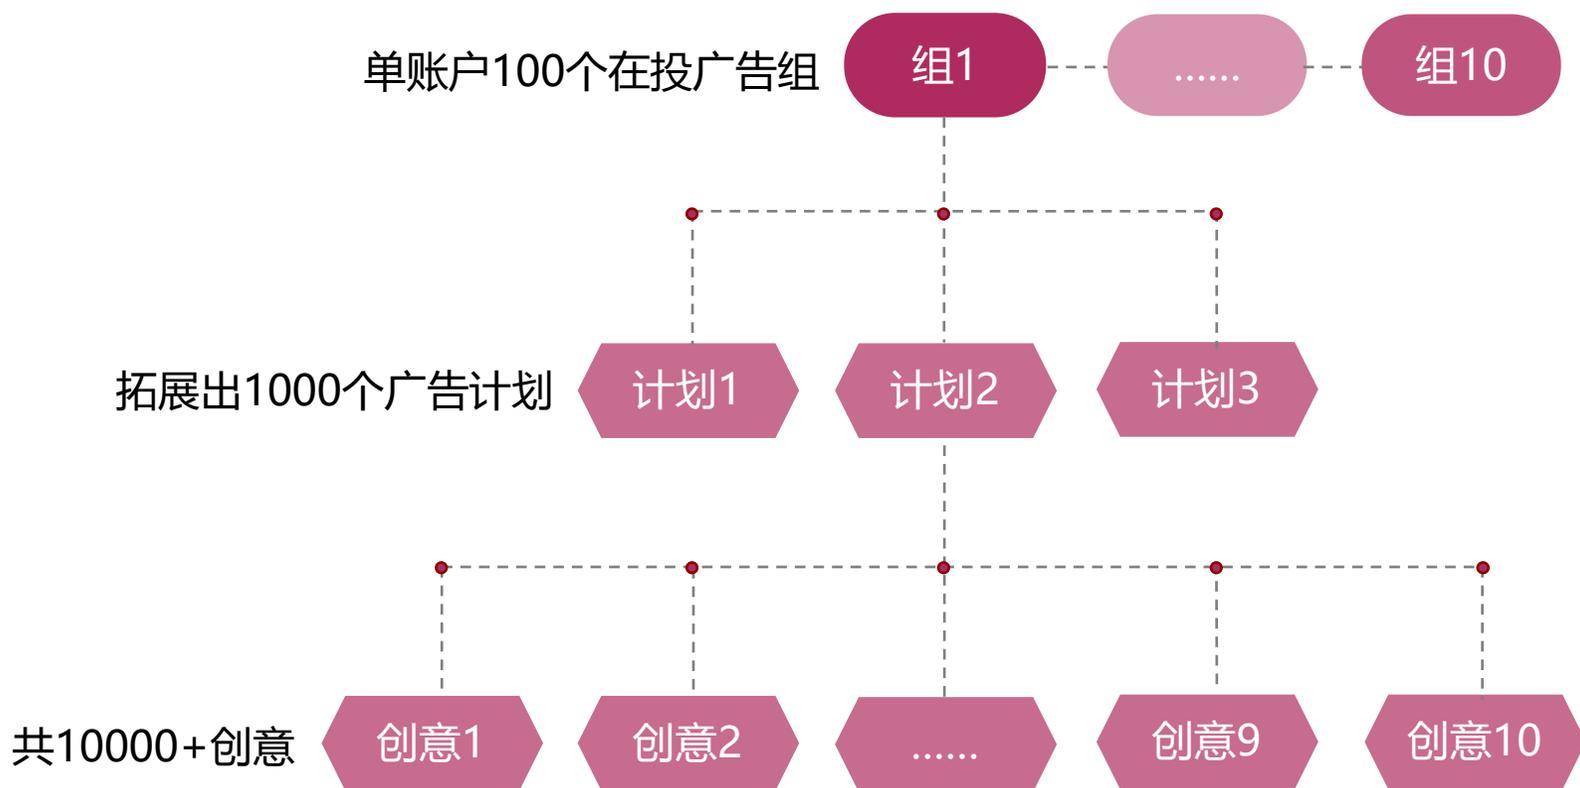 单账户100个在投广告组
组1
......
组10
拓展出1000个广告计划
计划1
计划2
计划3
共10000+创意
创意1
创意2
......
创意9
创意10